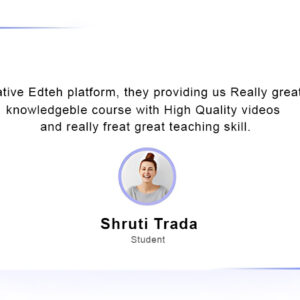 ative Edteh platform, they providing us Really great
knowledgeble course with High Quality videos
and really freat great teaching skill.
Shruti Trada
Student